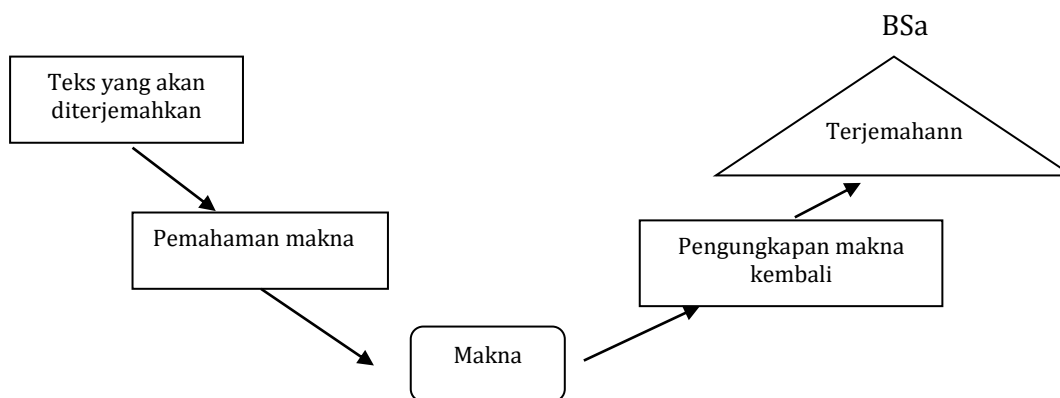 BSa
Teks yang akan
diterjemahkan
Terjemahann
Pemahaman makna
Pengungkapan makna
kembali
Makna